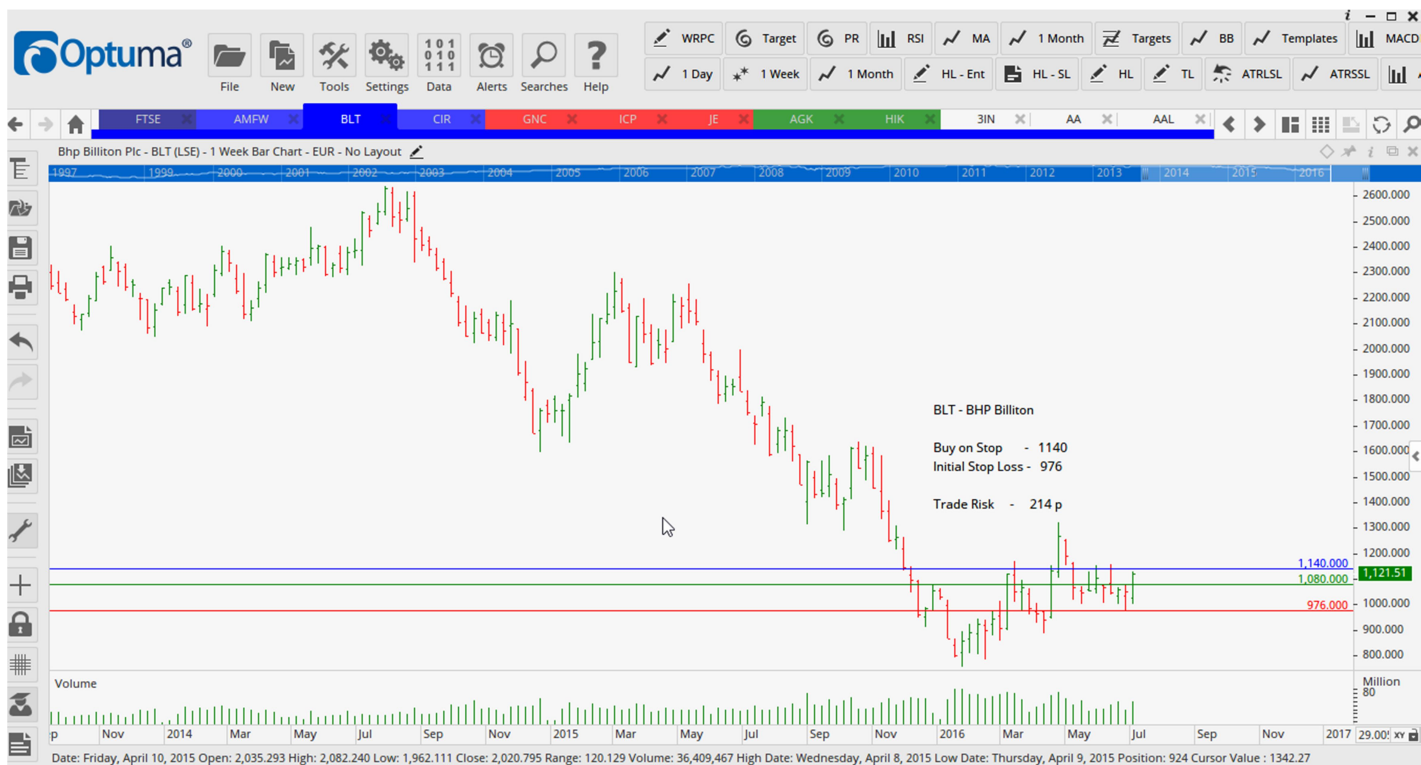 Optuma®
File New Tools Settings Data Alerts Searches Help
WRPC Target PR RSI MA 1 Month Targets BB Templates MACD
1 Day 1 Week 1 Month HL - Ent HL - SL HL TL ATRLSL ATRSSL
FTSE AMFW BLT CIR GNC ICP JE AGK HIK 3IN AA AAL
Bhp Billiton Plc - BLT (LSE) - 1 Week Bar Chart - EUR - No Layout
1997 1999 2000 2001 2002 2003 2004 2005 2006 2007 2008 2009 2010 2011 2012 2013 2014 2015 2016
2600.000
2500.000
2400.000
2300.000
2200.000
2100.000
2000.000
1900.000
1800.000
1700.000
1600.000
1500.000
1400.000
1300.000
1200.000
1000.000
900.000
800.000
BLT - BHP Billiton
Buy on Stop - 1140
Initial Stop Loss - 976
Trade Risk - 214 p
1,140.000
1,121.51
1,080.000
976.000
Volume
Million
80
Nov 2014 Mar May Jul Sep Nov 2015 Mar May Jul Sep Nov 2016 Mar May Jul Sep Nov 2017 29.00 XY
Date: Friday, April 10, 2015 Open: 2,035.293 High: 2,082.240 Low: 1,962.111 Close: 2,020.795 Range: 120.129 Volume: 36,409,467 High Date: Wednesday, April 8, 2015 Low Date: Thursday, April 9, 2015 Position: 924 Cursor Value : 1342.27